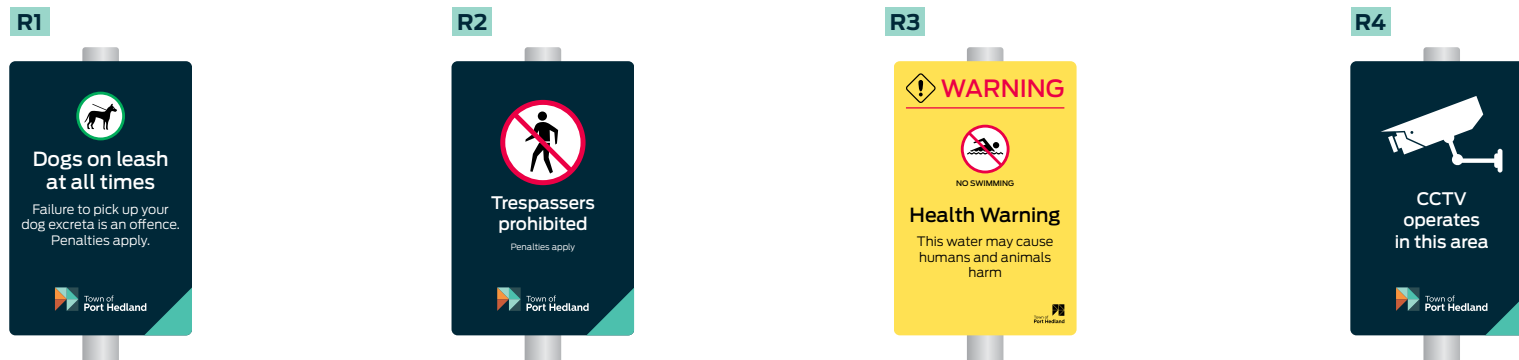 R1
Dogs on leash
at all times
Failure to pick up your
dog excreta is an offence.
Penalties apply.
Town of
Port Hedland
R2
Trespassers
prohibited
Penalties apply
Town of
Port Hedland
R3
WARNING
NO SWIMMING
Health Warning
This water may cause
humans and animals
harm
Town of
Port Hedland
R4
CCTV
operates
in this area
Town of
Port Hedland